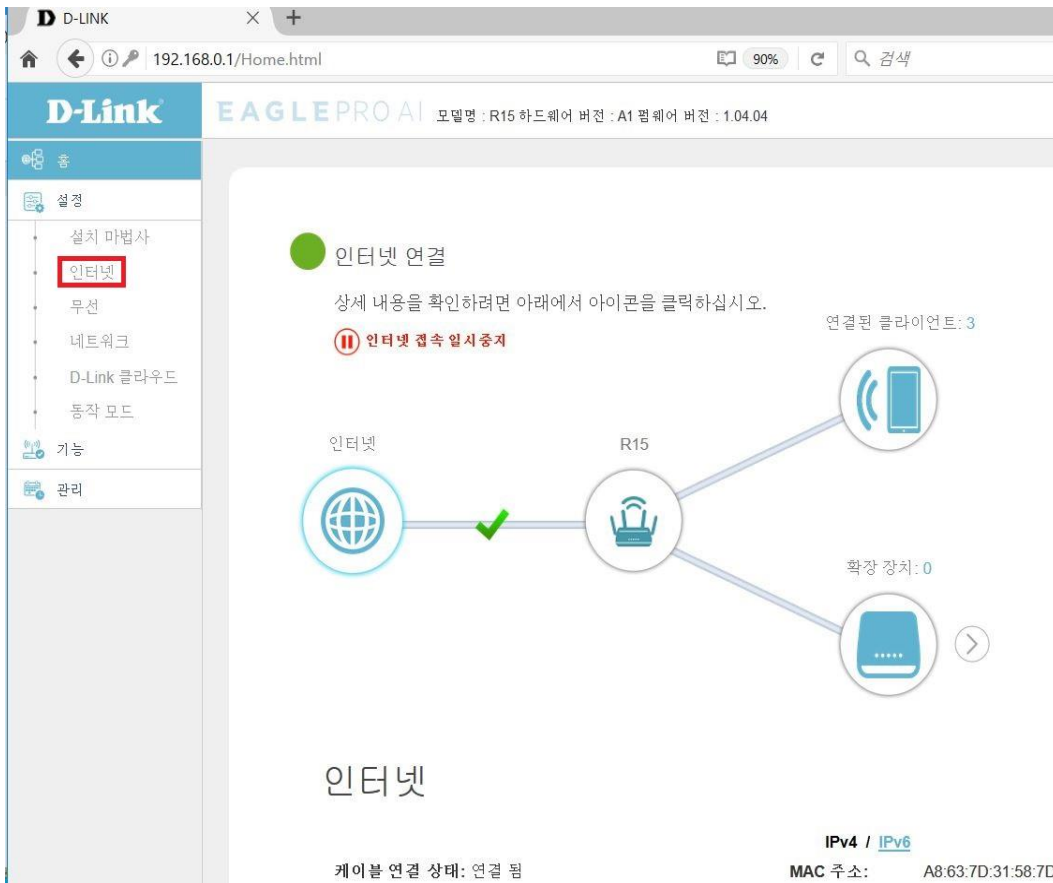 D-LINK
192.168.0.1/Home.html 90% 검색
D-Link EAGLE PRO AI 모델명 : R15 하드웨어 버전 : A1 펌웨어 버전 : 1.04.04
홈
설정
설치 마법사
인터넷
무선
네트워크
D-Link 클라우드
동작 모드
기능
관리
인터넷 연결
상세 내용을 확인하려면 아래에서 아이콘을 클릭하십시오.
인터넷 접속 일시중지
연결된 클라이언트: 3
인터넷
R15
확장 장치: 0
인터넷
IPv4 / IPv6
케이블 연결 상태: 연결 됨
MAC 주소: A8:63:7D:31:58:7D